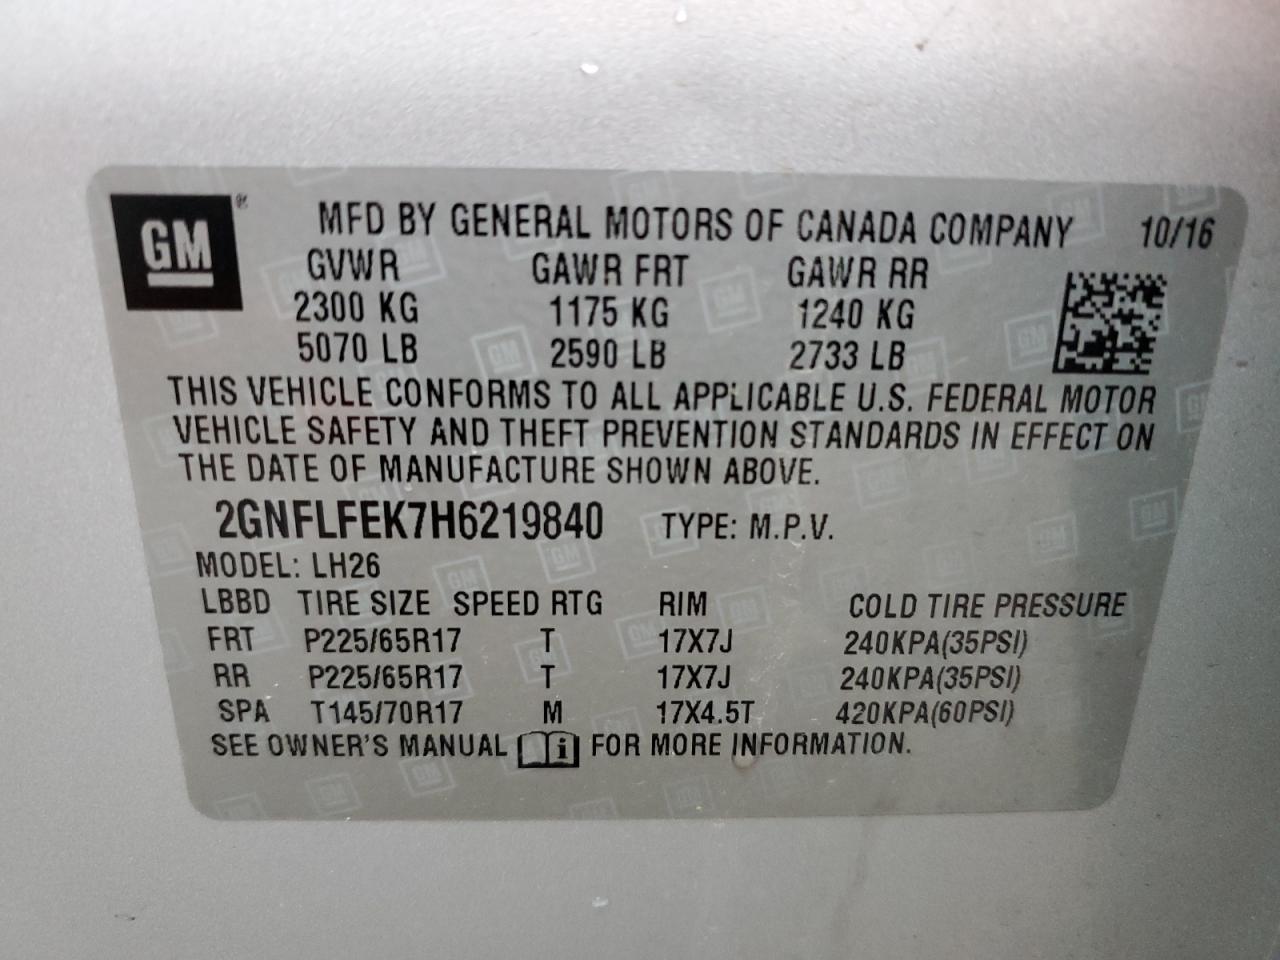 GM®
MFD BY GENERAL MOTORS OF CANADA COMPANY 10/16
GVWR GAWR FRT GAWR RR
2300 KG 1175 KG 1240 KG
5070 LB 2590 LB 2733 LB
THIS VEHICLE CONFORMS TO ALL APPLICABLE U.S. FEDERAL MOTOR
VEHICLE SAFETY AND THEFT PREVENTION STANDARDS IN EFFECT ON
THE DATE OF MANUFACTURE SHOWN ABOVE.
2GNFLFEK7H6219840 TYPE: M.P.V.
MODEL: LH26
LBBD TIRE SIZE SPEED RTG RIM COLD TIRE PRESSURE
FRT P225/65R17 T 17X7J 240KPA(35PSI)
RR P225/65R17 T 17X7J 240KPA(35PSI)
SPA T145/70R17 M 17X4.5T 420KPA(60PSI)
SEE OWNER'S MANUAL i FOR MORE INFORMATION.